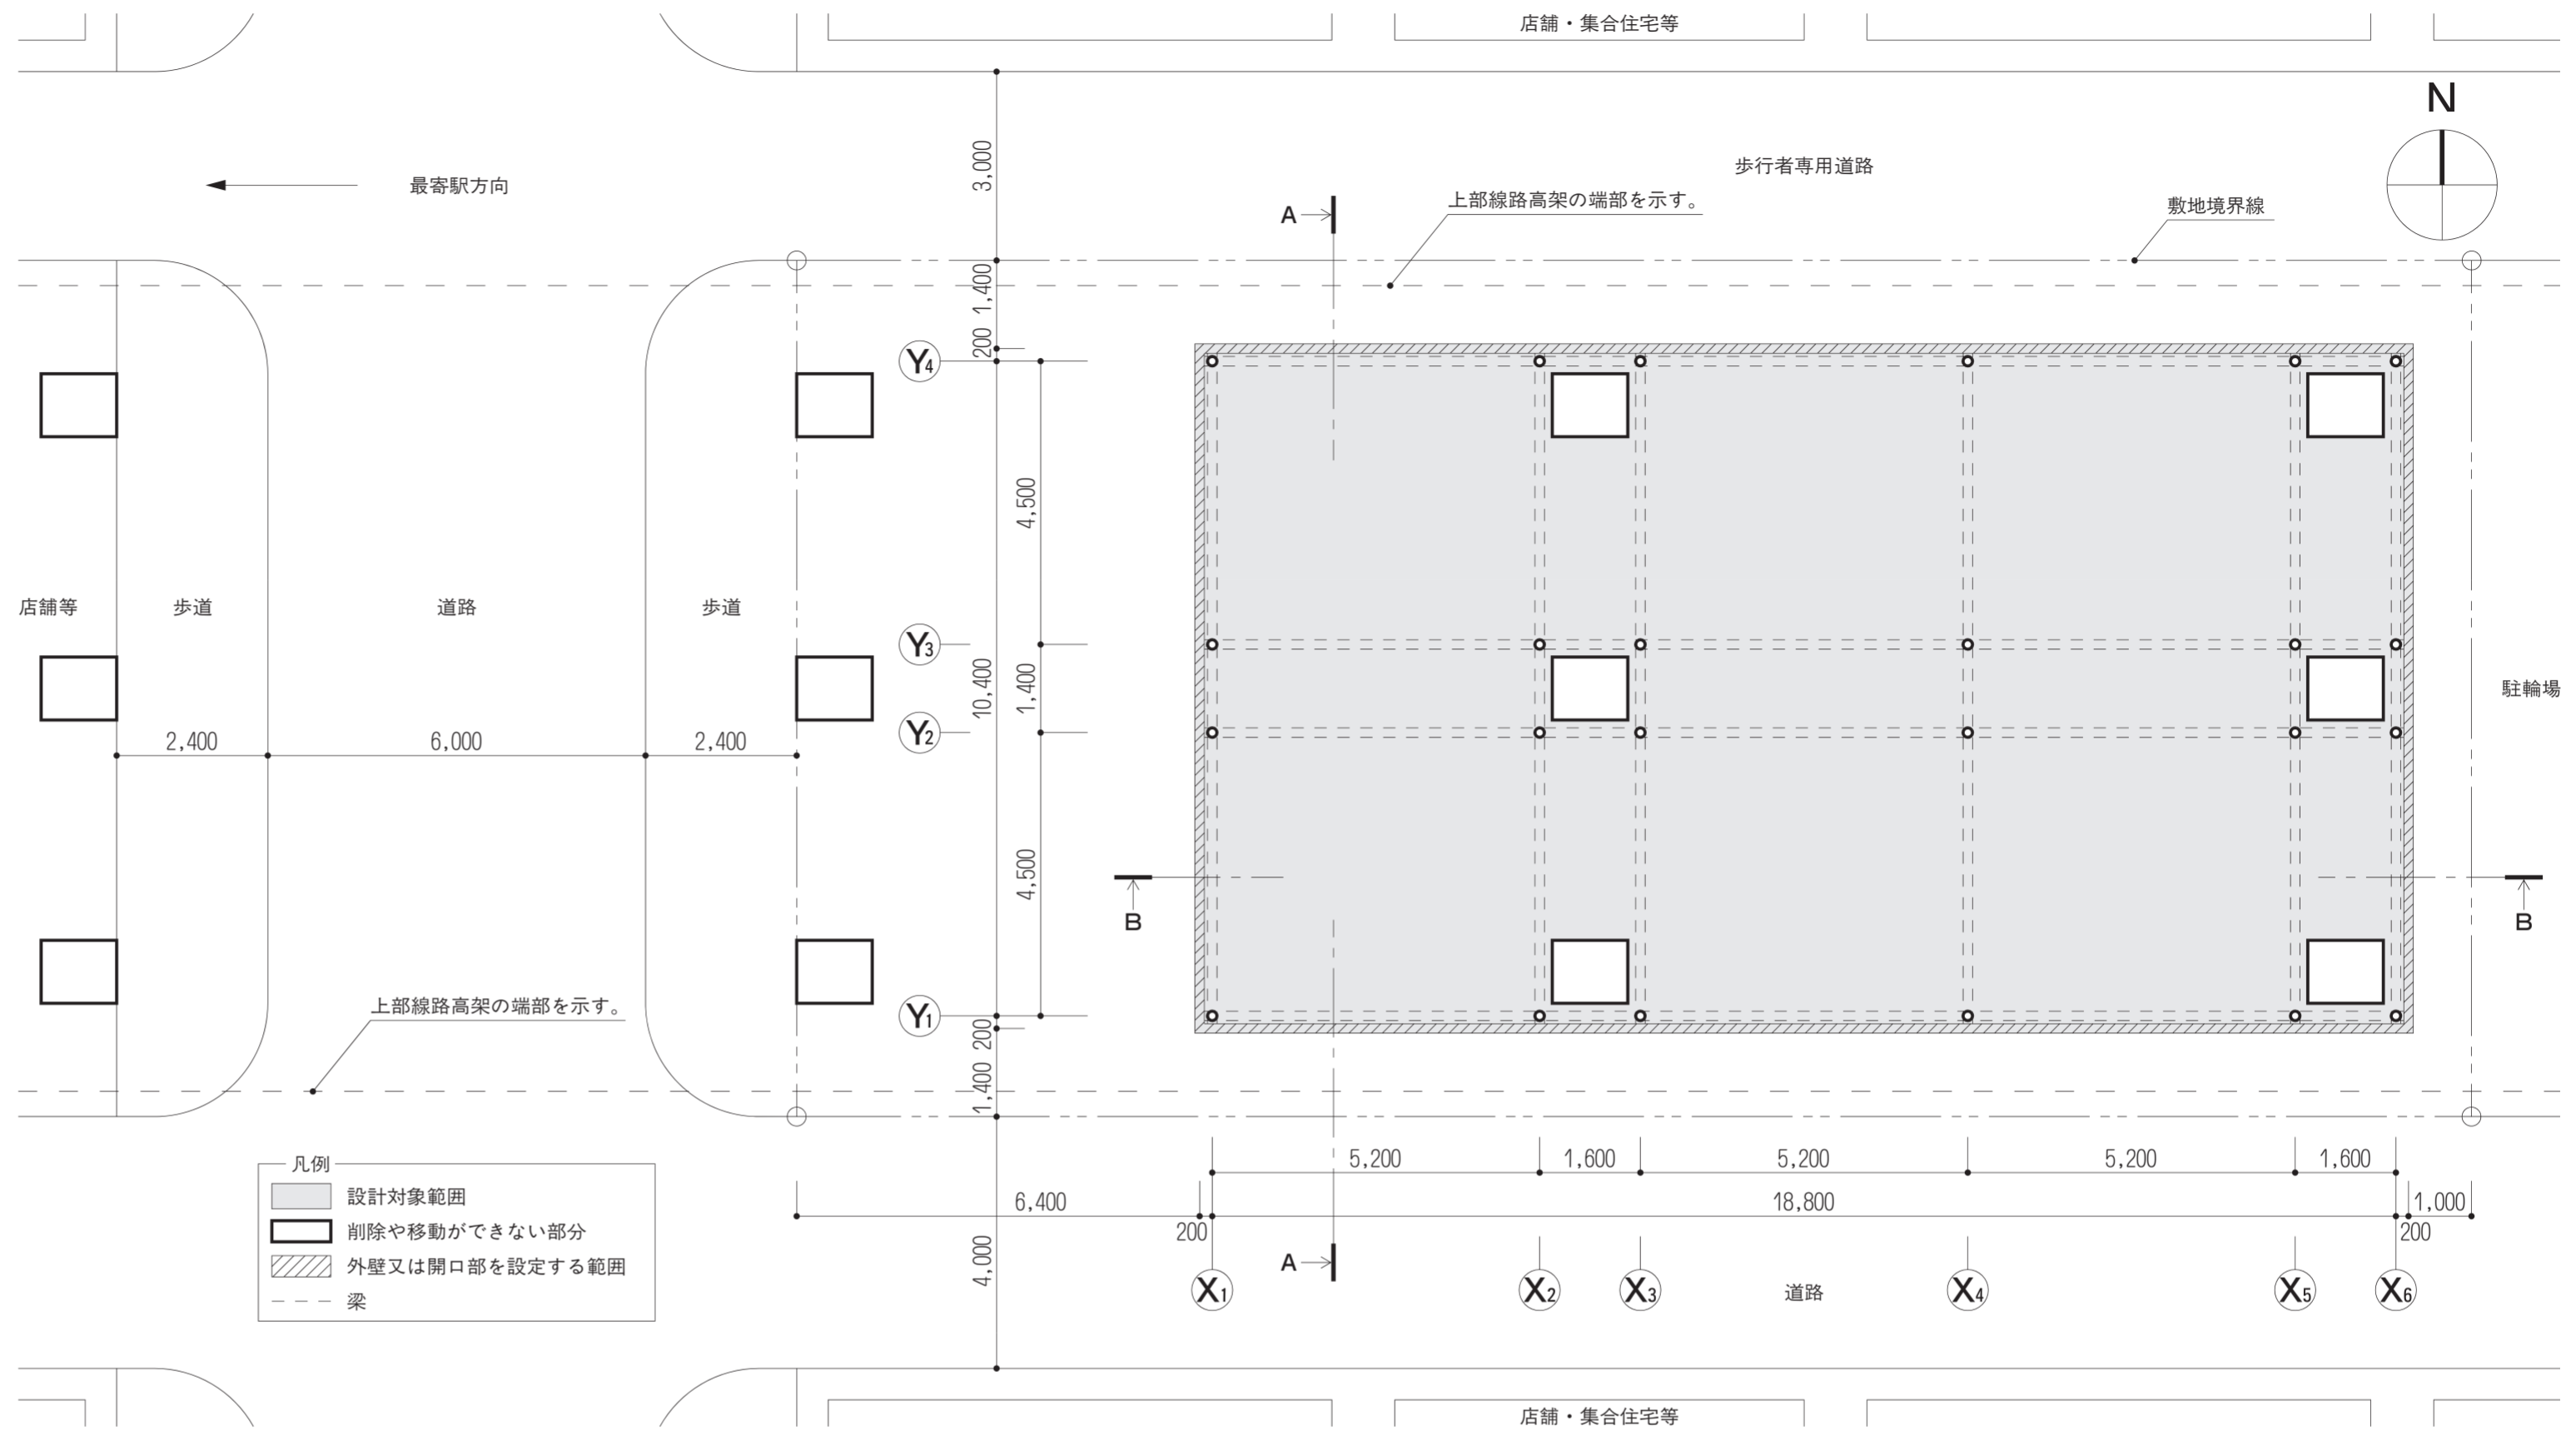 店舗・集合住宅等
N
3,000
歩行者専用道路
最寄駅方向
上部線路高架の端部を示す。
敷地境界線
A
1,400
200
Y4
4,500
店舗等
歩道
道路
歩道
Y3
10,400
1,400
駐輪場
Y2
2,400
6,000
2,400
4,500
B
B
上部線路高架の端部を示す。
Y1
200
1,400
凡例
設計対象範囲
削除や移動ができない部分
外壁又は開口部を設定する範囲
梁
5,200
1,600
5,200
5,200
1,600
6,400
200
18,800
200
1,000
4,000
A
X1
X2
X3
X4
X5
X6
道路
店舗・集合住宅等